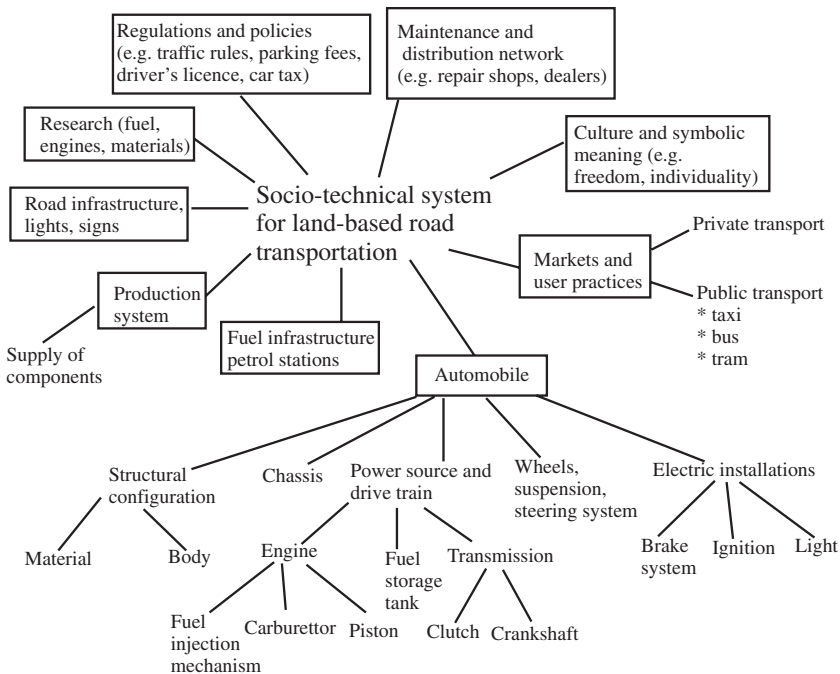 Regulations and policies
(e.g. traffic rules, parking fees,
driver's licence, car tax)
Maintenance and
distribution network
(e.g. repair shops, dealers)
Research (fuel,
engines, materials)
Culture and symbolic
meaning (e.g.
freedom, individuality)
Road infrastructure,
lights, signs
Socio-technical system
for land-based road
transportation
Markets and
user practices
Private transport
Public transport
* taxi
* bus
* tram
Production
system
Supply of
components
Fuel infrastructure
petrol stations
Automobile
Structural
configuration
Chassis
Power source and
drive train
Wheels,
suspension,
steering system
Electric installations
Material
Body
Engine
Fuel
storage
tank
Transmission
Brake
system
Ignition
Light
Fuel
injection
mechanism
Carburettor
Piston
Clutch
Crankshaft